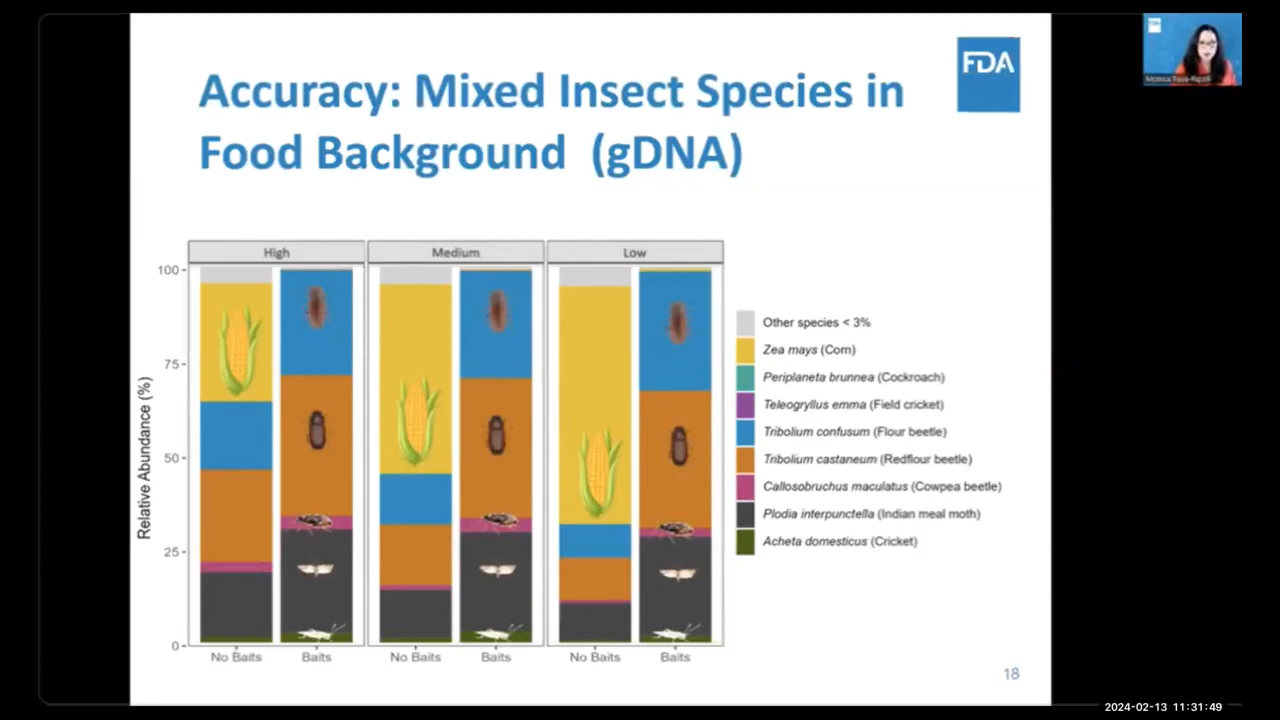 Accuracy: Mixed Insect Species in
Food Background (gDNA)
FDA
High
Medium
Low
Relative Abundance (%)
100
75
50
25
0
No Baits
Baits
No Baits
Baits
No Baits
Baits
Other species < 3%
Zea mays (Corn)
Periplaneta brunnea (Cockroach)
Teleogryllus emma (Field cricket)
Tribolium confusum (Flour beetle)
Tribolium castaneum (Redflour beetle)
Callosobruchus maculatus (Cowpea beetle)
Plodia interpunctella (Indian meal moth)
Acheta domesticus (Cricket)
18
2024-02-13 11:31:49